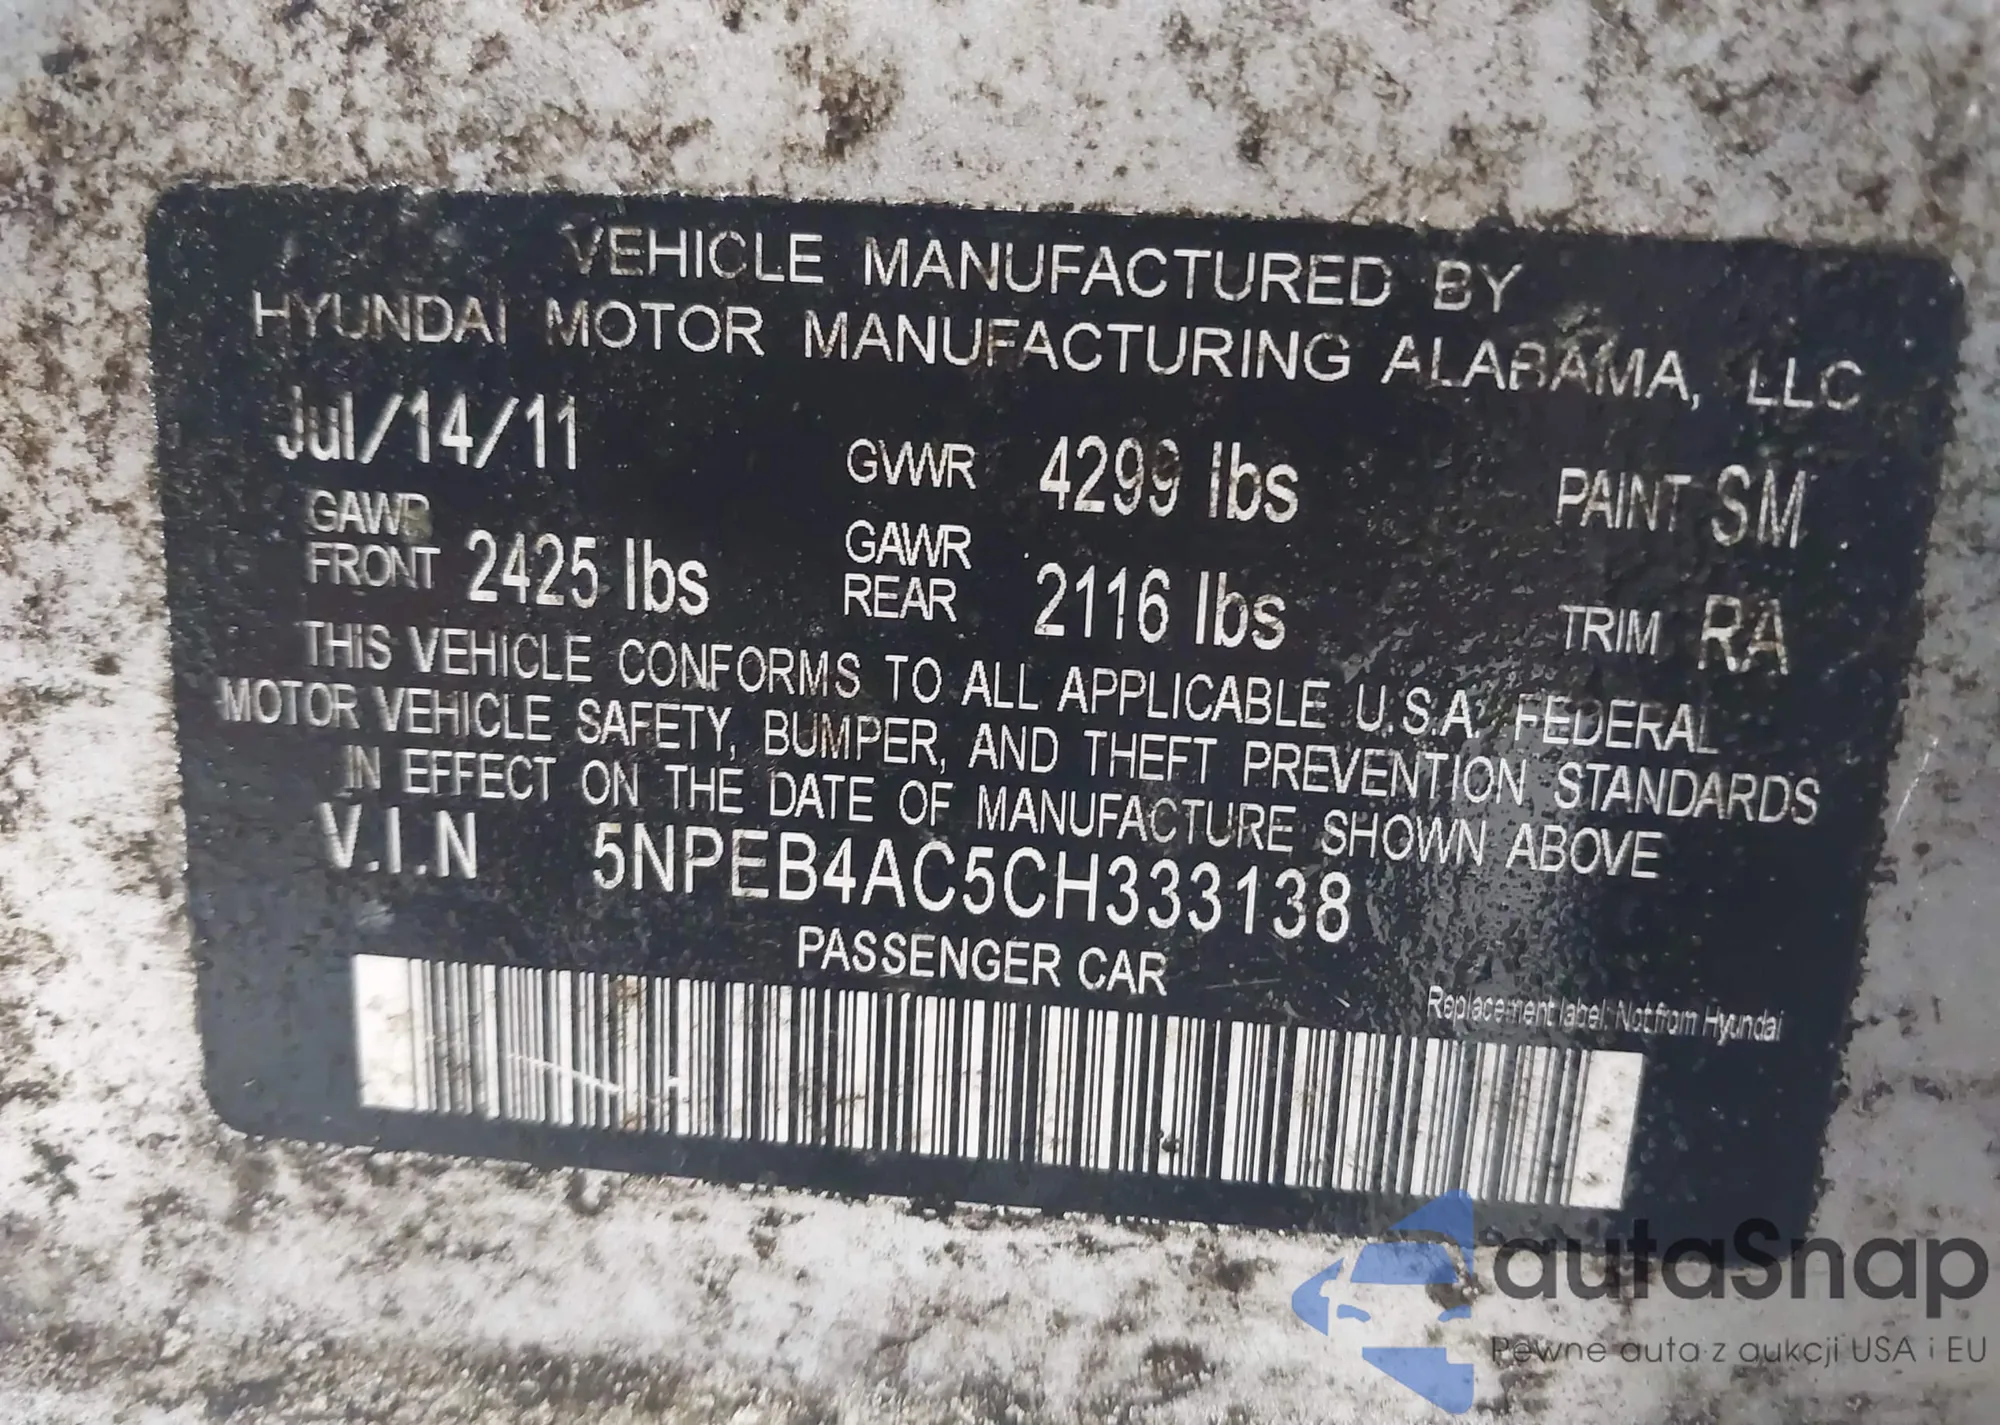 VEHICLE MANUFACTURED BY
HYUNDAI MOTOR MANUFACTURING ALABAMA, LLC
Jul/14/11 GVWR 4299 lbs PAINT SM
GAWR FRONT 2425 lbs GAWR REAR 2116 lbs TRIM RA
THIS VEHICLE CONFORMS TO ALL APPLICABLE U.S.A. FEDERAL
MOTOR VEHICLE SAFETY, BUMPER, AND THEFT PREVENTION STANDARDS
IN EFFECT ON THE DATE OF MANUFACTURE SHOWN ABOVE
V.I.N 5NPEB4AC5CH333138
PASSENGER CAR
Replacement label: Not from Hyundai
autaSnap
Pewne auta z aukcji USA i EU